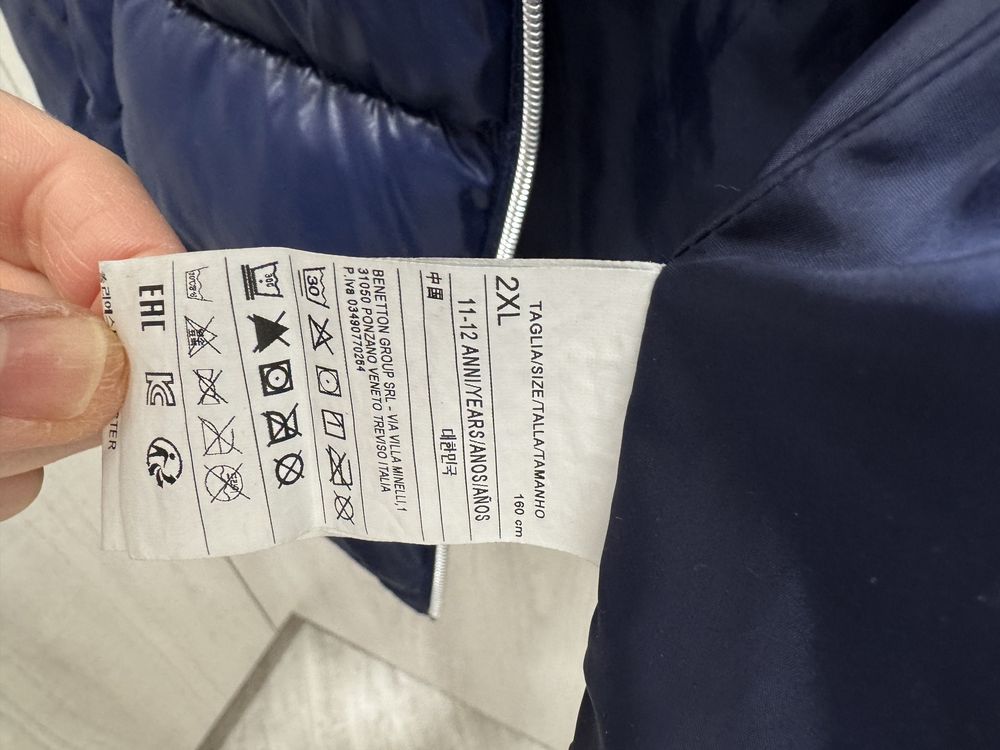 TAGLIA/SIZE/TALLA/TAMANHO
2XL 160 cm
11-12 ANNI/YEARS/ANOS/AÑOS
中国 대한민국
BENETTON GROUP SRL - VIA VILLA MINELLI,1
31050 PONZANO VENETO TREVISO ITALIA
P.Iva 03490770264
30
30°
EAC